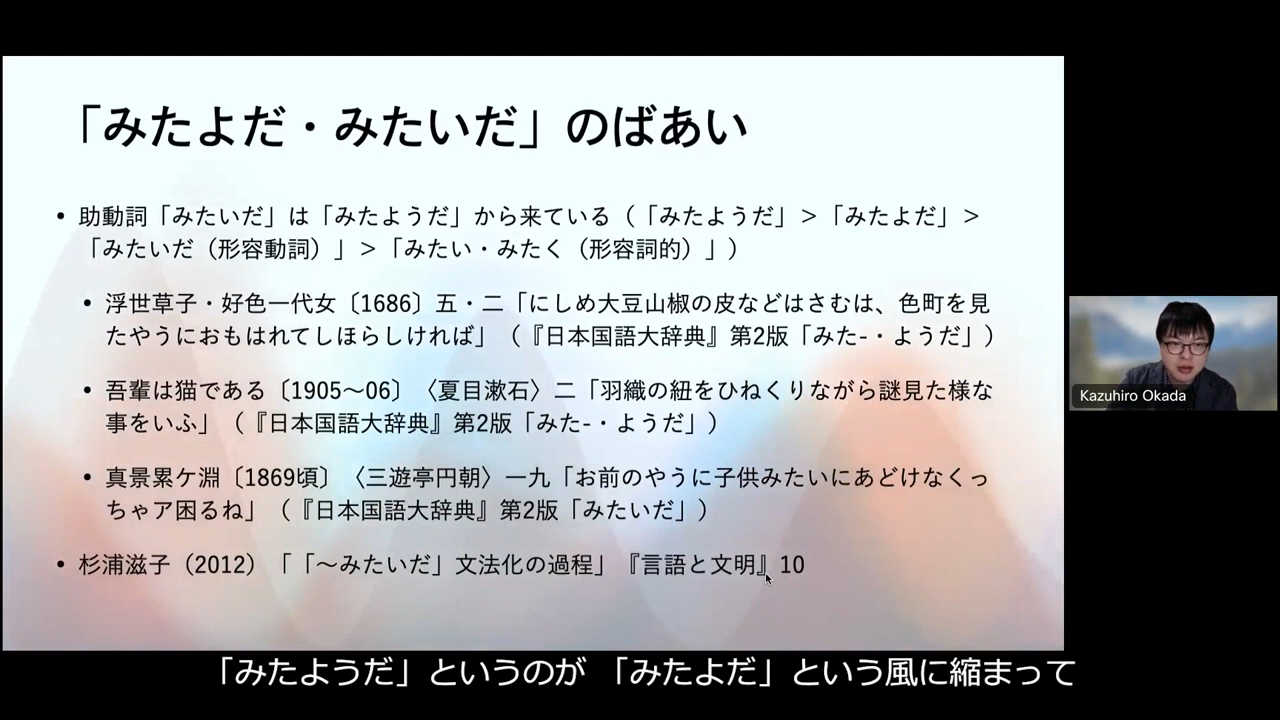 「みたよだ・みたいだ」のばあい
• 助動詞「みたいだ」は「みたようだ」から来ている（「みたようだ」＞「みたよだ」＞
「みたいだ（形容動詞）」＞「みたい・みたく（形容詞的）」）
• 浮世草子・好色一代女〔1686〕五・二「にしめ大豆山椒の皮などはさむは、色町を見
たやうにおもはれてしほらしければ」（『日本国語大辞典』第2版「みた-・ようだ」）
• 吾輩は猫である〔1905～06〕〈夏目漱石〉二「羽織の紐をひねくりながら謎見た様な
事をいふ」（『日本国語大辞典』第2版「みた-・ようだ」）
• 真景累ケ淵〔1869頃〕〈三遊亭円朝〉一九「お前のやうに子供みたいにあどけなくっ
ちゃア困るね」（『日本国語大辞典』第2版「みたいだ」）
• 杉浦滋子（2012）「「～みたいだ」文法化の過程」『言語と文明』10
Kazuhiro Okada
「みたようだ」というのが 「みたよだ」という風に縮まって